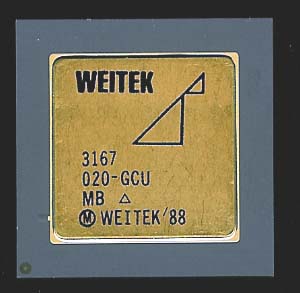 WEITEK
3167
020-GCU
MB △
Ⓜ WEITEK'88